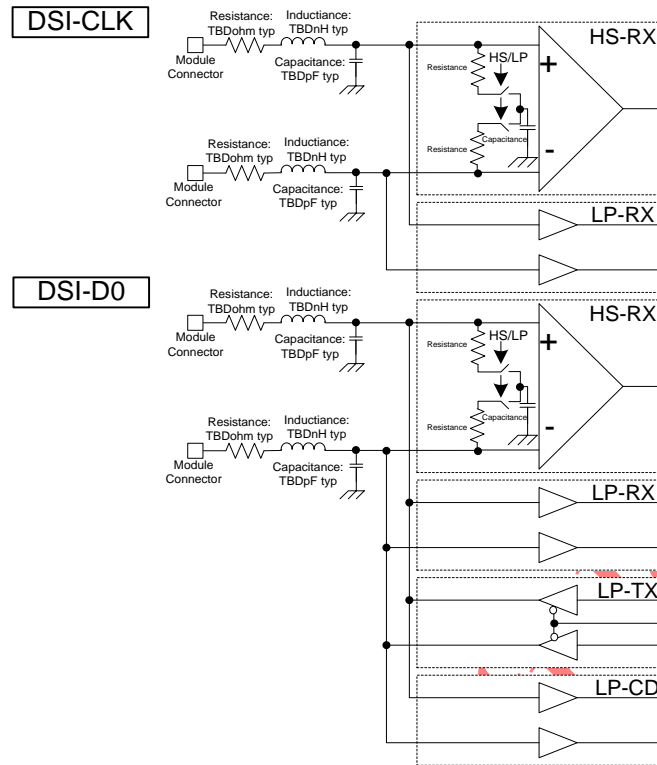 DSI-CLK
Resistance:
TBDohm typ
Inductiance:
TBDnH typ
Capacitance:
TBDpF typ
Module
Connector
HS-RX
HS/LP
Resistance
+
Capacitance
Resistance
-
Resistance:
TBDohm typ
Inductiance:
TBDnH typ
Capacitance:
TBDpF typ
Module
Connector
LP-RX
DSI-D0
Resistance:
TBDohm typ
Inductiance:
TBDnH typ
Capacitance:
TBDpF typ
Module
Connector
HS-RX
HS/LP
Resistance
+
Capacitance
Resistance
-
Resistance:
TBDohm typ
Inductiance:
TBDnH typ
Capacitance:
TBDpF typ
Module
Connector
LP-RX
LP-TX
LP-CD